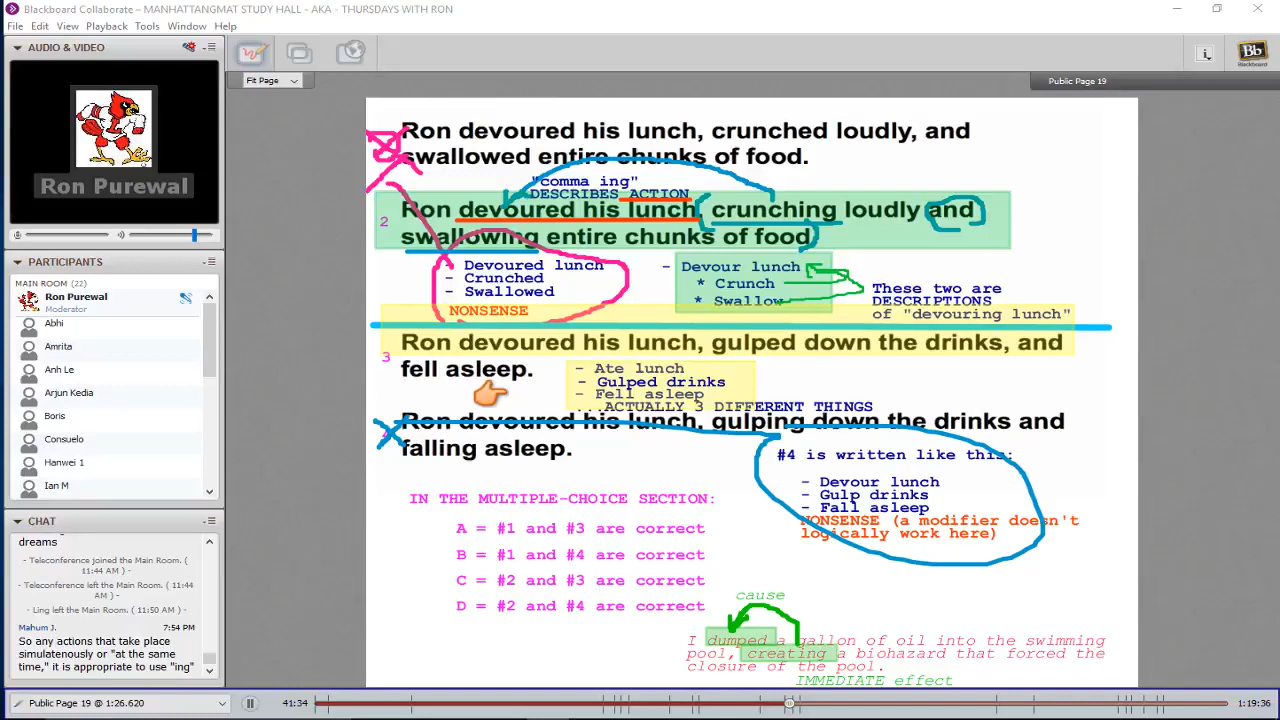 Blackboard Collaborate – MANHATTANGMAT STUDY HALL - AKA - THURSDAYS WITH RON
File Edit View Playback Tools Window Help
AUDIO & VIDEO
Ron Purewal
PARTICIPANTS
MAIN ROOM (22)
Ron Purewal
Moderator
Abhi
Amrita
Anh Le
Arjun Kedia
Boris
Consuelo
Hanwei 1
Ian M
CHAT
dreams
- Teleconference joined the Main Room. ( 11:44 AM ) -
- Teleconference left the Main Room. ( 11:44 AM ) -
- Ling left the Main Room. ( 11:50 AM ) -
Mahum J. 7:54 PM
So any actions that take place
simulatenously or "at the same
time," it is appropriate to use "ing"
Fit Page
Bb
Blackboard
Public Page 19
Ron devoured his lunch, crunched loudly, and
swallowed entire chunks of food.
"comma ing"
DESCRIBES ACTION
2
Ron devoured his lunch, crunching loudly and
swallowing entire chunks of food.
- Devoured lunch
- Crunched
- Swallowed
NONSENSE
- Devour lunch
* Crunch
* Swallow
These two are
DESCRIPTIONS
of "devouring lunch"
3
Ron devoured his lunch, gulped down the drinks, and
fell asleep.
- Ate lunch
- Gulped drinks
- Fell asleep
...ACTUALLY 3 DIFFERENT THINGS
4
Ron devoured his lunch, gulping down the drinks and
falling asleep.
#4 is written like this:
- Devour lunch
- Gulp drinks
- Fall asleep
NONSENSE (a modifier doesn't
logically work here)
IN THE MULTIPLE-CHOICE SECTION:
A = #1 and #3 are correct
B = #1 and #4 are correct
C = #2 and #3 are correct
D = #2 and #4 are correct
cause
I dumped a gallon of oil into the swimming
pool, creating a biohazard that forced the
closure of the pool.
IMMEDIATE effect
Public Page 19 @ 1:26.620
41:34
1:19:36